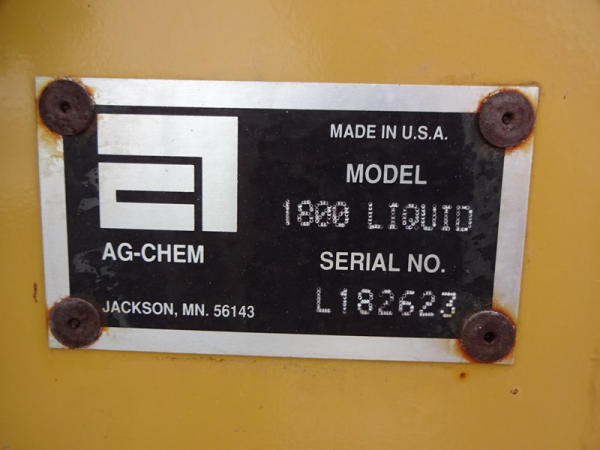 MADE IN U.S.A.
MODEL
1800 LIQUID
AG-CHEM
SERIAL NO.
JACKSON, MN. 56143
L182623